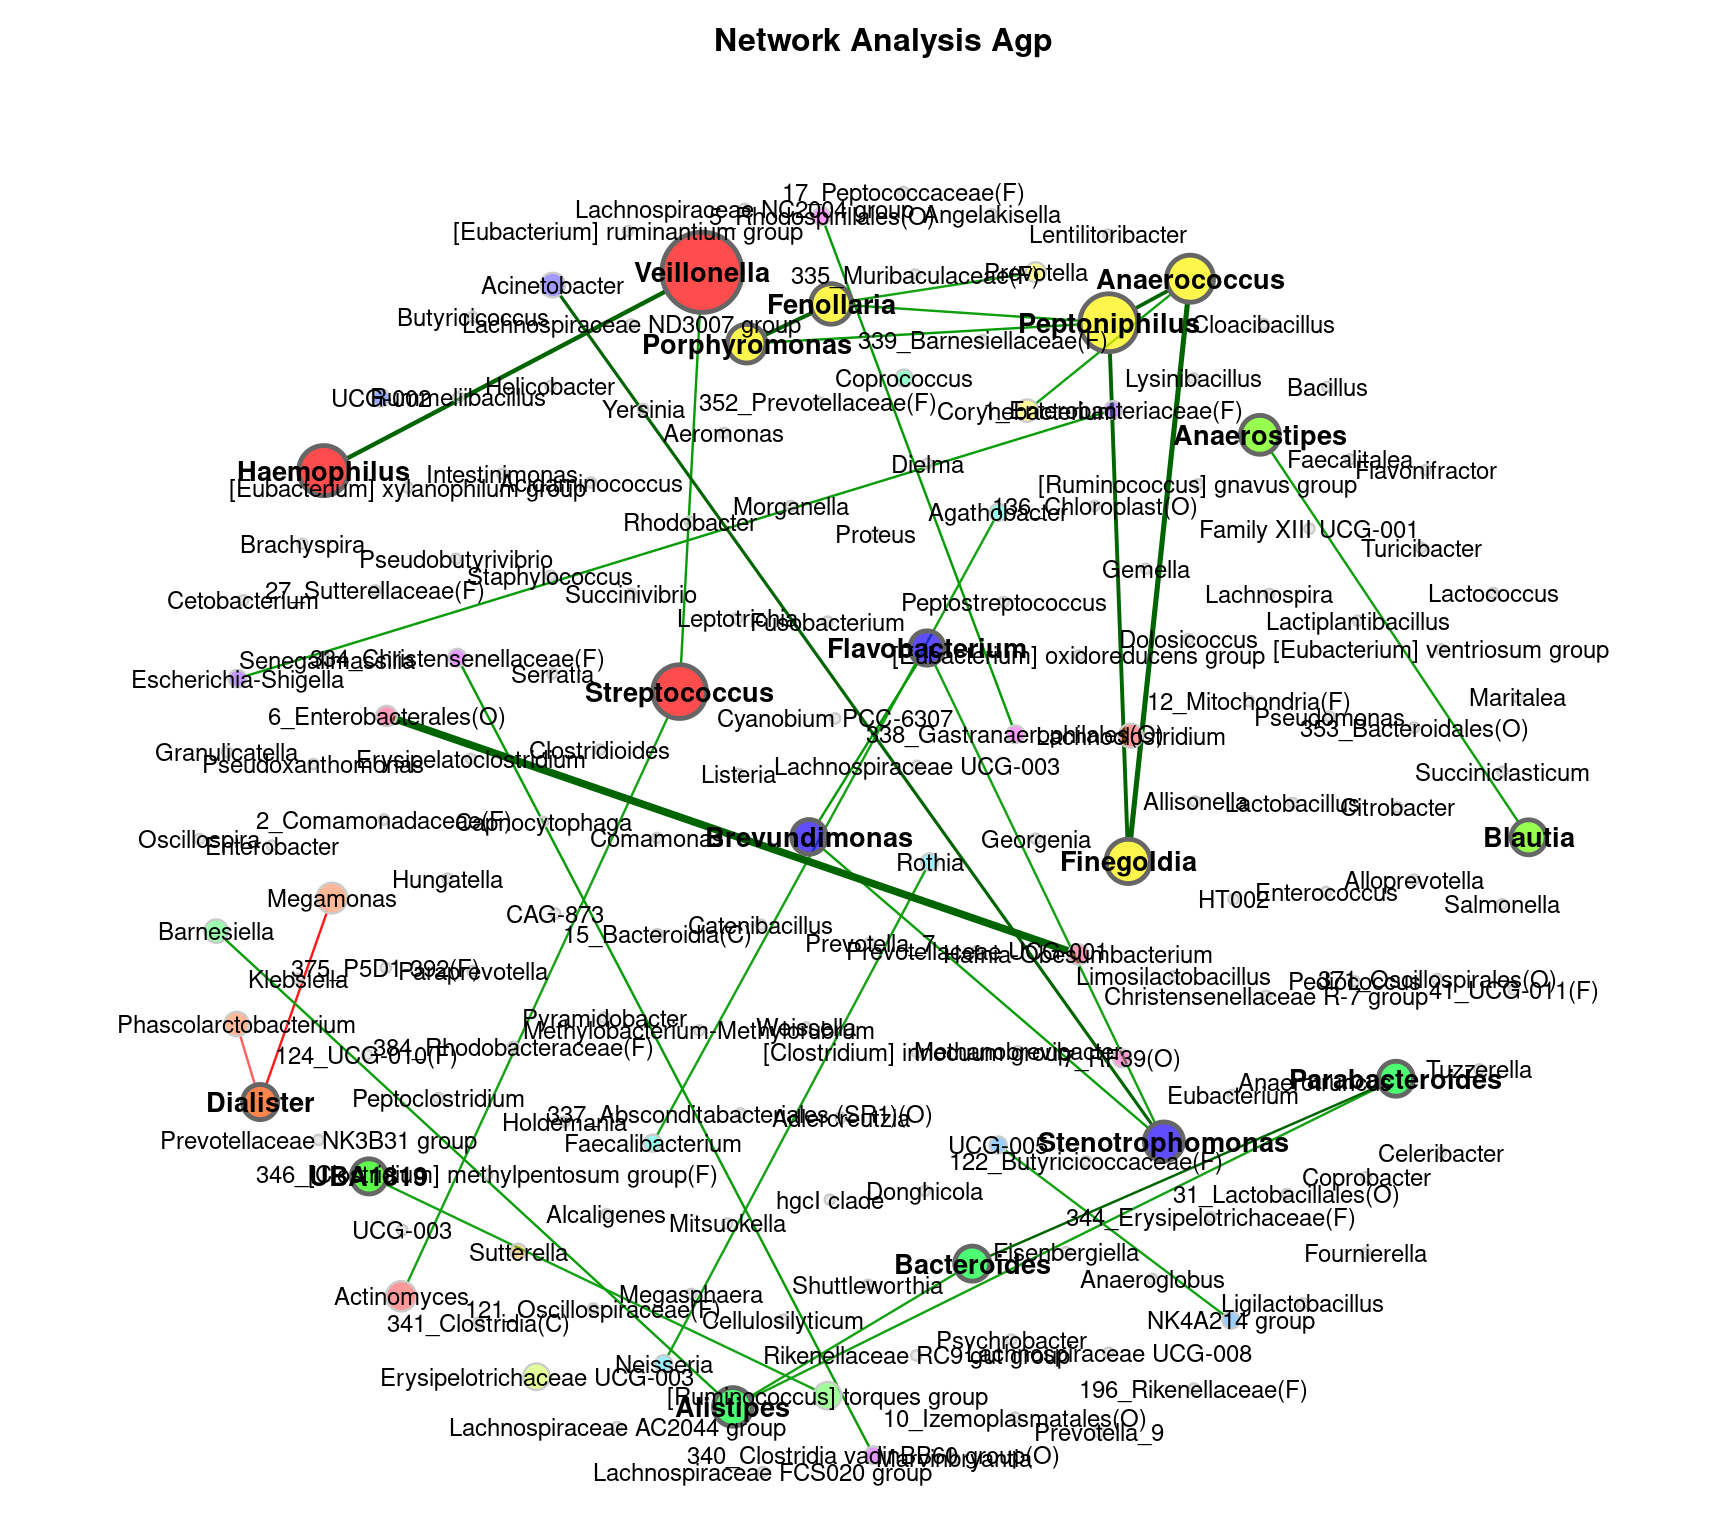 Network Analysis Agp
17_Peptococcaceae(F)
Lachnospiraceae NC2004 group
5_Rhodospirillales(O)
Angelakisella
[Eubacterium] ruminantium group
Lentilitoribacter
Veillonella
335_Muribaculaceae(F)
Prevotella
Anaerococcus
Acinetobacter
Fenollaria
Butyricicoccus
Lachnospiraceae ND3007 group
Peptoniphilus
Cloacibacillus
Porphyromonas
339_Barnesiellaceae(F)
Coprococcus
Lysinibacillus
Bacillus
Helicobacter
UCG-002
Rummeliibacillus
Yersinia
352_Prevotellaceae(F)
Corynebacterium
1_Enterobacteriaceae(F)
Aeromonas
Anaerostipes
Dielma
Faecalitalea
Flavonifractor
Haemophilus
Intestinimonas
[Eubacterium] xylanophilum group
Acidaminococcus
[Ruminococcus] gnavus group
Morganella
Agathobacter
136_Chloroplast(O)
Rhodobacter
Proteus
Family XIII UCG-001
Brachyspira
Pseudobutyrivibrio
Turicibacter
Staphylococcus
Gemella
27_Sutterellaceae(F)
Succinivibrio
Cetobacterium
Peptostreptococcus
Lachnospira
Lactococcus
Leptotrichia
Fusobacterium
Lactiplantibacillus
Flavobacterium
Dolosicoccus
[Eubacterium] oxidoreducens group
[Eubacterium] ventriosum group
Senegalimassilia
334_Christensenellaceae(F)
Serratia
Escherichia-Shigella
Streptococcus
Maritalea
12_Mitochondria(F)
6_Enterobacterales(O)
Cyanobium PCC-6307
Pseudomonas
353_Bacteroidales(O)
338_Gastranaerophilales(O)
Lachnoclostridium
Granulicatella
Pseudoxanthomonas
Erysipelatoclostridium
Clostridioides
Listeria
Lachnospiraceae UCG-003
Succiniclasticum
Allisonella
Lactobacillus
Citrobacter
2_Comamonadaceae(F)
Capnocytophaga
Oscillospira
Enterobacter
Comamonas
Brevundimonas
Georgenia
Blautia
Rothia
Finegoldia
Hungatella
Alloprevotella
Megamonas
HT002
Enterococcus
Salmonella
CAG-873
Barnesiella
15_Bacteroidia(C)
Catenibacillus
Prevotella_7
Prevotellaceae UCG-001
Hafnia-Obesumbacterium
Klebsiella
375_P5D1-392(F)
Paraprevotella
Limosilactobacillus
Pediococcus
371_Oscillospirales(O)
Christensenellaceae R-7 group
41_UCG-011(F)
Phascolarctobacterium
Pyramidobacter
Methylobacterium-Methylorubrum
Weissella
124_UCG-010(F)
384_Rhodobacteraceae(F)
[Clostridium] innocuum group
Methanobrevibacter
7_RF39(O)
Tuzzerella
Anaerotruncus
Parabacteroides
Eubacterium
Dialister
Peptoclostridium
Holdemania
337_Absconditabacteriales (SR1)(O)
Adlercreutzia
Prevotellaceae NK3B31 group
Faecalibacterium
UCG-005
Stenotrophomonas
Celeribacter
122_Butyricicoccaceae(F)
346_[Clostridium] methylpentosum group(F)
UBA1819
Coprobacter
hgcI clade
Donghicola
31_Lactobacillales(O)
Alcaligenes
Mitsuokella
344_Erysipelotrichaceae(F)
UCG-003
Sutterella
Bacteroides
Eisenbergiella
Fournierella
Shuttleworthia
Anaeroglobus
Actinomyces
Megasphaera
121_Oscillospiraceae(F)
Ligilactobacillus
341_Clostridia(C)
Cellulosilyticum
NK4A214 group
Psychrobacter
Rikenellaceae RC9 gut group
Lachnospiraceae UCG-008
Neisseria
Erysipelotrichaceae UCG-003
196_Rikenellaceae(F)
[Ruminococcus] torques group
Alistipes
Lachnospiraceae AC2044 group
10_Izemoplasmatales(O)
Prevotella_9
340_Clostridia vadinBB60 group(O)
Marvinbryantia
Lachnospiraceae FCS020 group